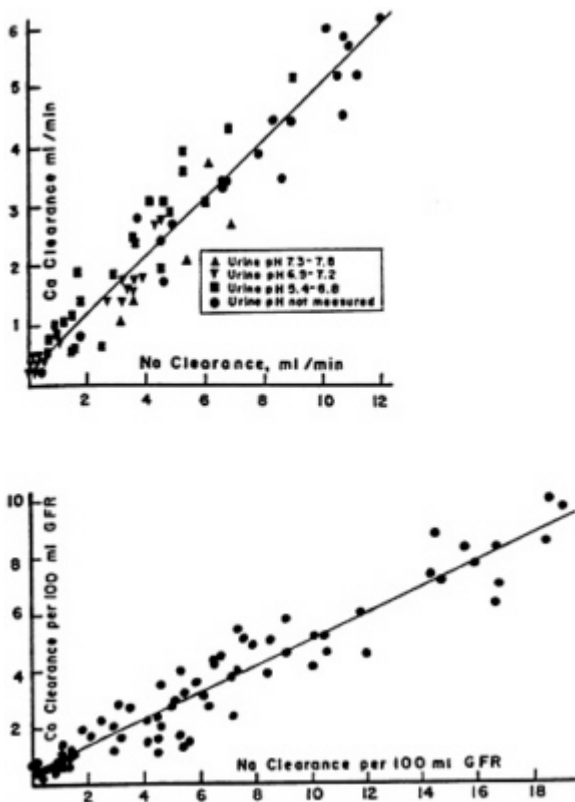 6
5
4
3
2
1
Ca Clearance ml/min
▲ Urine pH 7.3-7.8
▼ Urine pH 6.9-7.2
■ Urine pH 5.4-6.8
● Urine pH not measured
Na Clearance, ml/min
2 4 6 8 10 12
10
8
6
4
2
Ca Clearance per 100 ml GFR
Na Clearance per 100 ml GFR
2 4 6 8 10 12 14 16 18